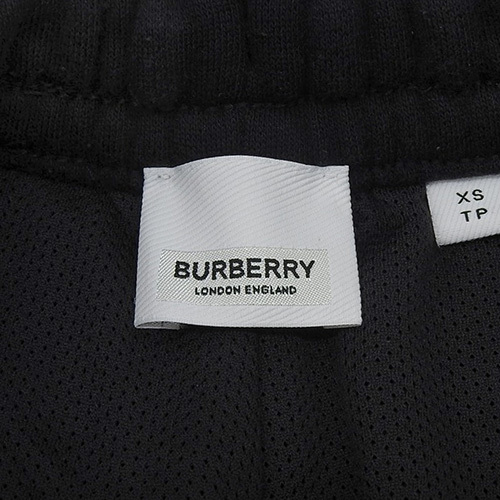 BURBERRY
LONDON ENGLAND
XS
TP